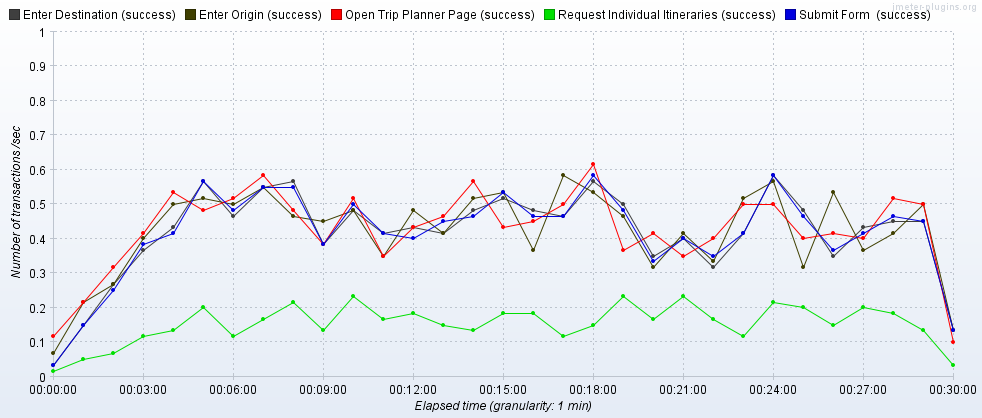 jmeter-plugins.org
Enter Destination (success) Enter Origin (success) Open Trip Planner Page (success) Request Individual Itineraries (success) Submit Form (success)
1
0.9
0.8
0.7
0.6
0.5
0.4
0.3
0.2
0.1
0
Number of transactions /sec
00:00:00 00:03:00 00:06:00 00:09:00 00:12:00 00:15:00 00:18:00 00:21:00 00:24:00 00:27:00 00:30:00
Elapsed time (granularity: 1 min)